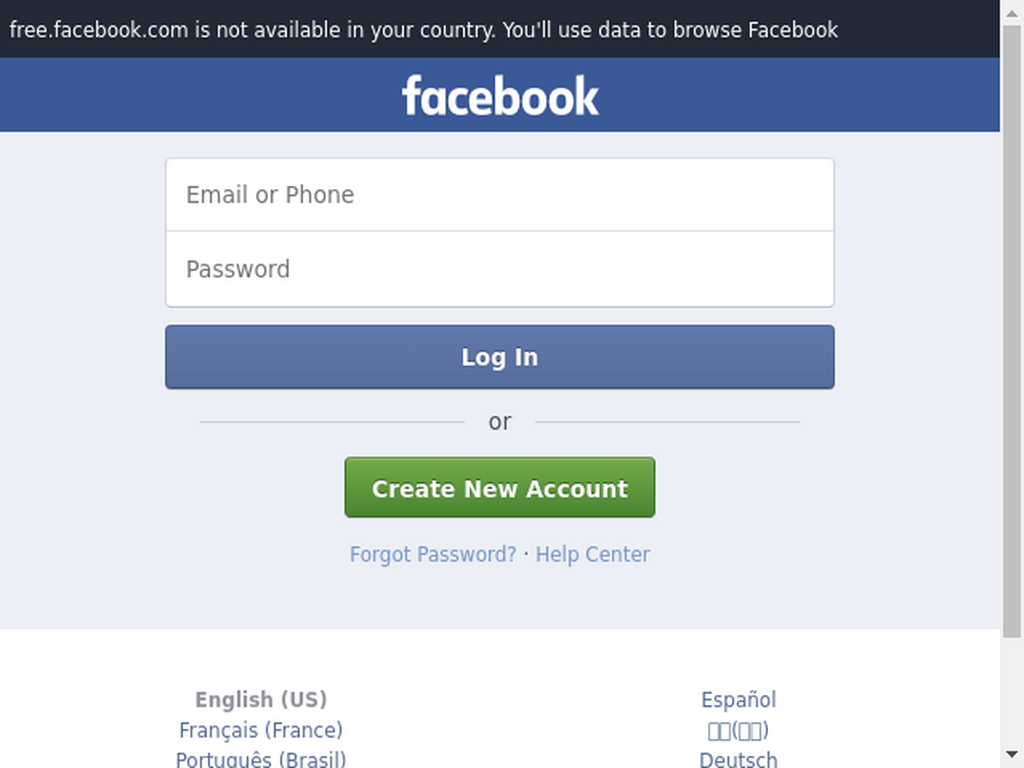 free.facebook.com is not available in your country. You'll use data to browse Facebook
facebook
Email or Phone
Password
Log In
or
Create New Account
Forgot Password? · Help Center
English (US)
Español
Français (France)
Português (Brasil)
Deutsch